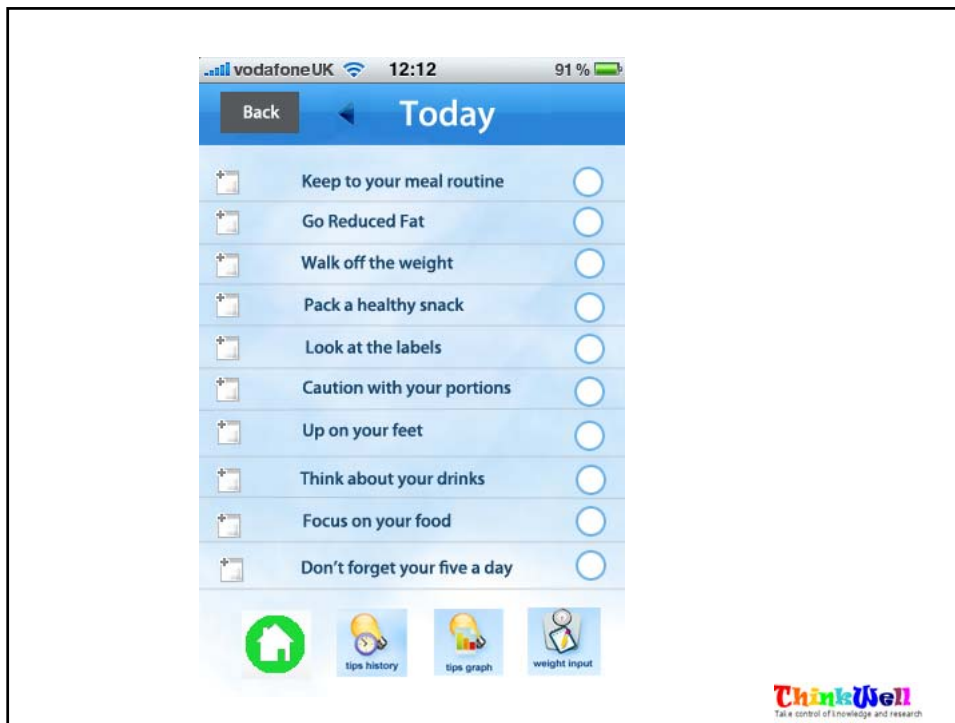 vodafone UK 12:12 91%
Back Today
Keep to your meal routine
Go Reduced Fat
Walk off the weight
Pack a healthy snack
Look at the labels
Caution with your portions
Up on your feet
Think about your drinks
Focus on your food
Don't forget your five a day
tips history tips graph weight input
ThinkWell
Take control of knowledge and research